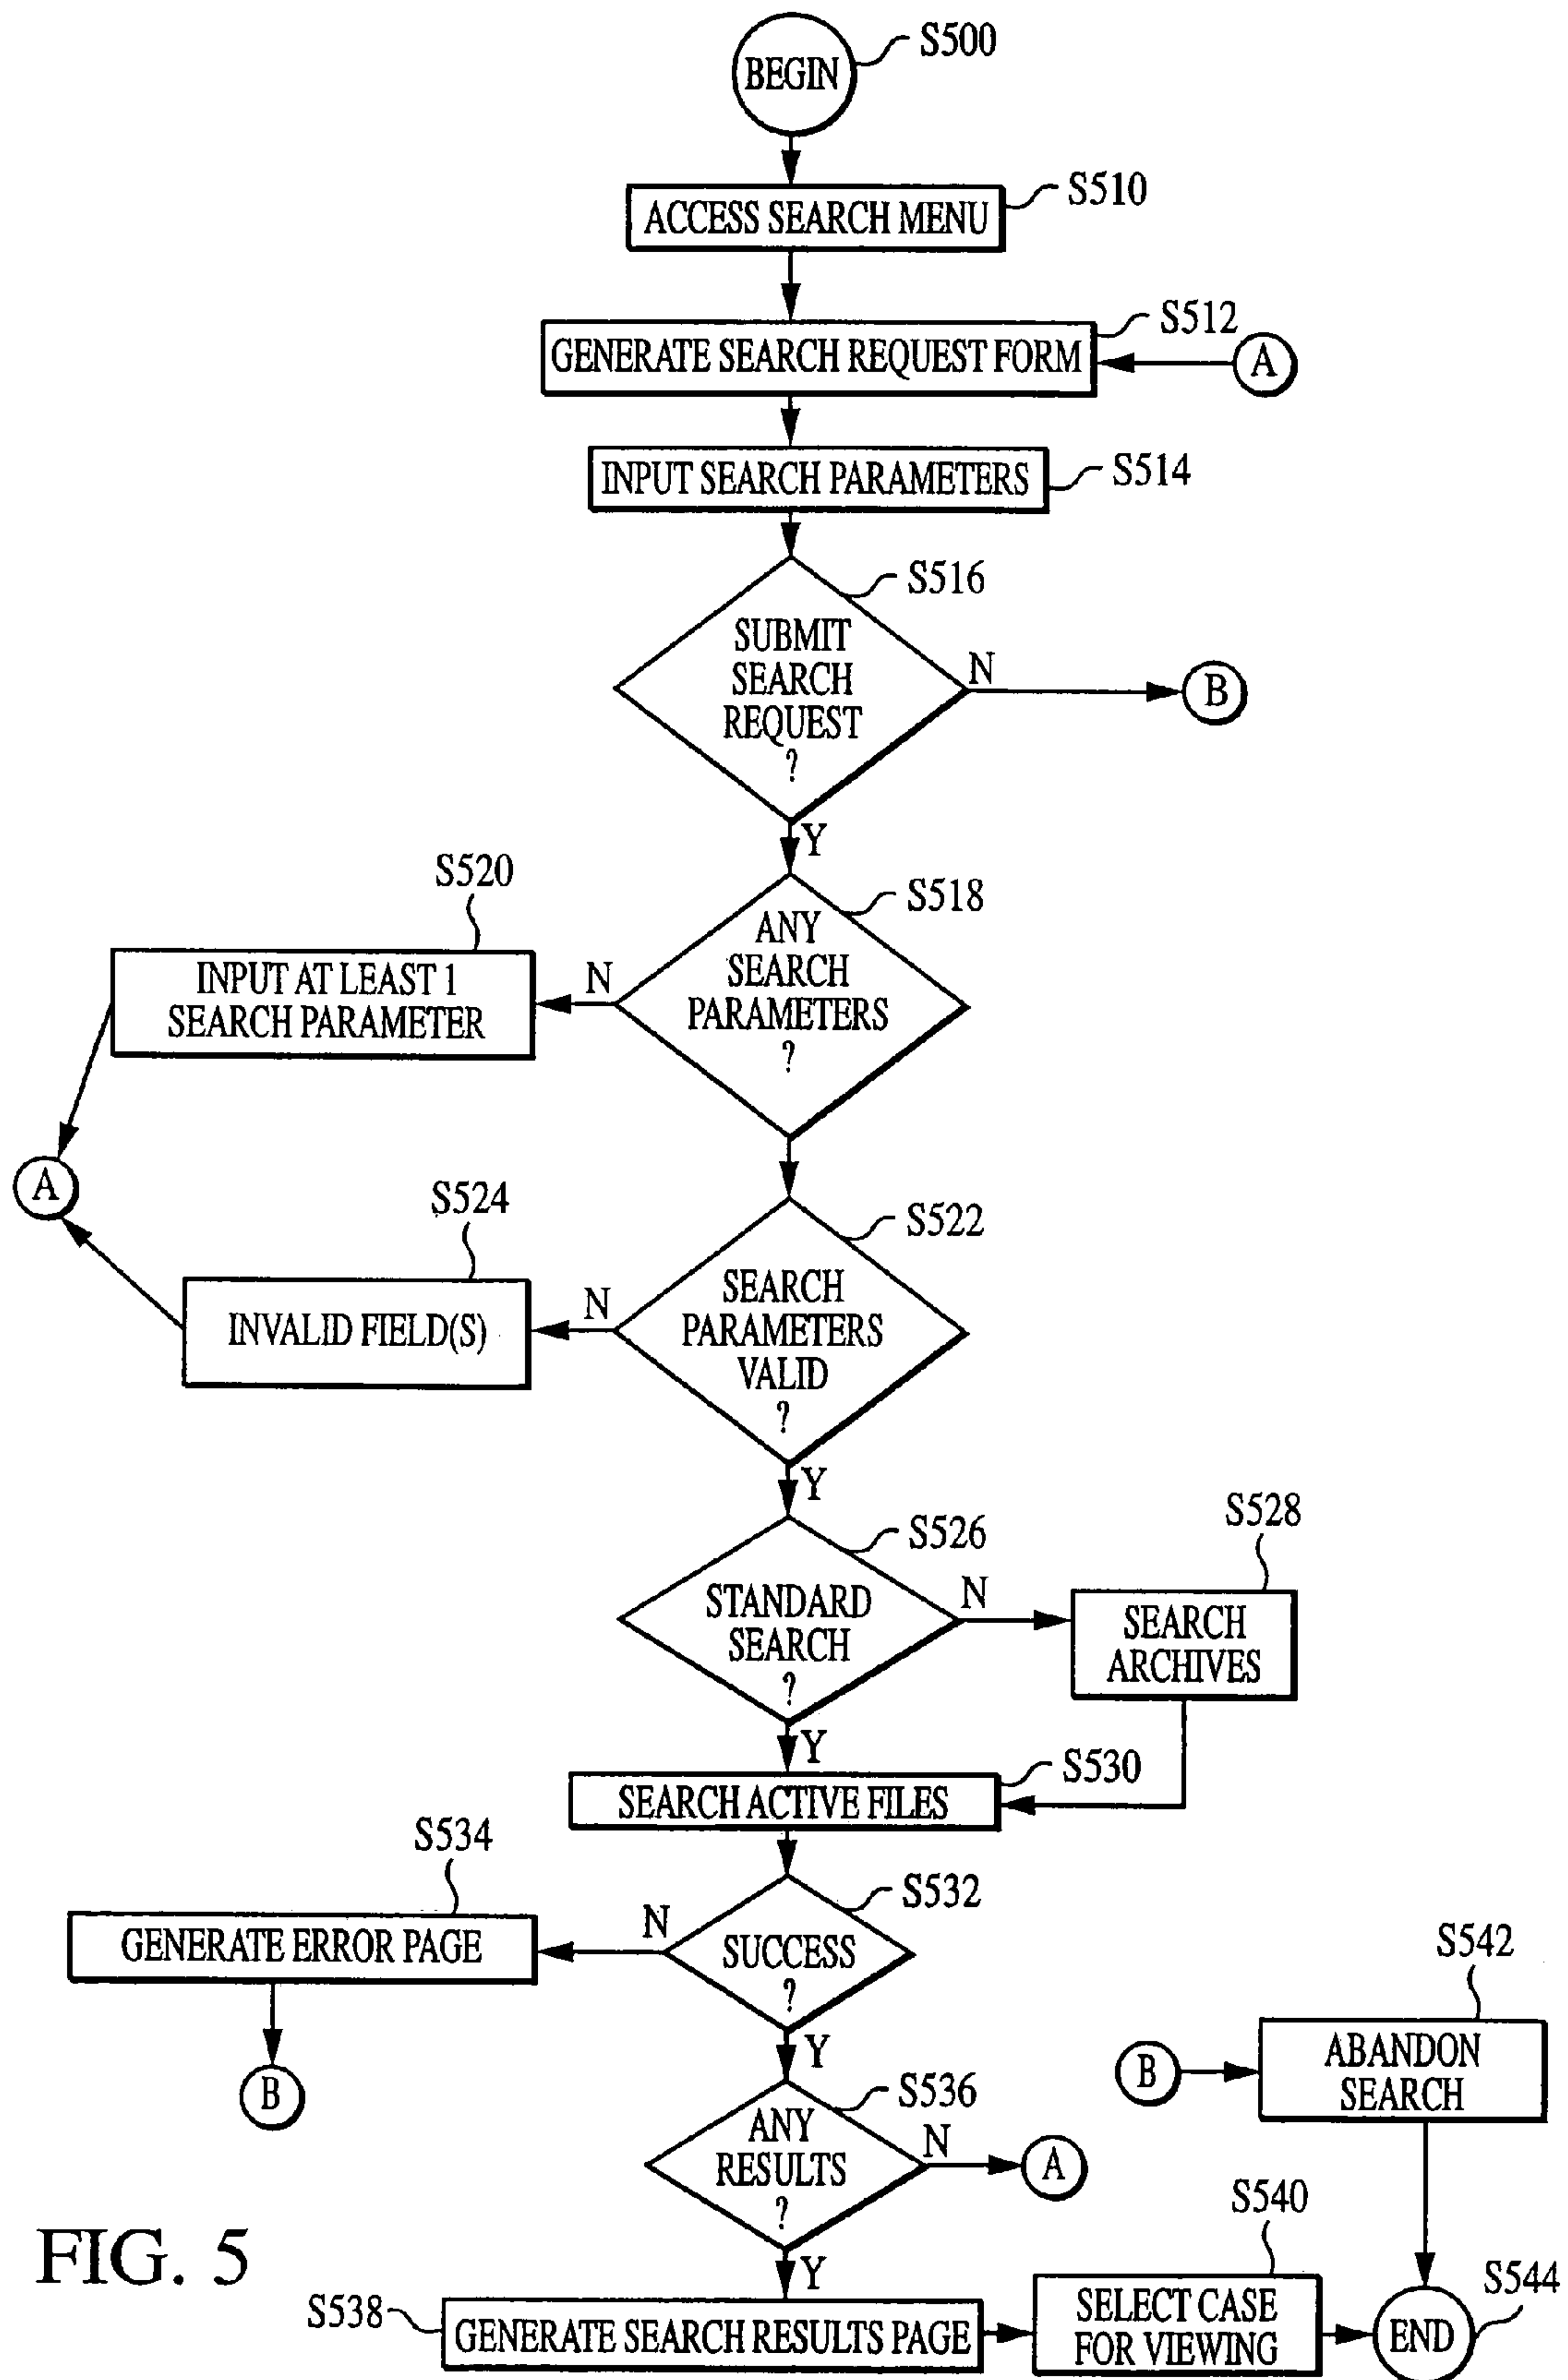 BEGIN
S500
ACCESS SEARCH MENU
S510
GENERATE SEARCH REQUEST FORM
S512
A
INPUT SEARCH PARAMETERS
S514
SUBMIT
SEARCH
REQUEST
?
S516
N
B
Y
S520
INPUT AT LEAST 1
SEARCH PARAMETER
N
ANY
SEARCH
PARAMETERS
?
S518
A
S524
INVALID FIELD(S)
N
SEARCH
PARAMETERS
VALID
?
S522
Y
STANDARD
SEARCH
?
S526
N
S528
SEARCH
ARCHIVES
Y
SEARCH ACTIVE FILES
S530
S534
GENERATE ERROR PAGE
N
SUCCESS
?
S532
B
Y
S542
B
ABANDON
SEARCH
ANY
RESULTS
?
S536
N
A
Y
S540
FIG. 5
S538
GENERATE SEARCH RESULTS PAGE
SELECT CASE
FOR VIEWING
END
S544